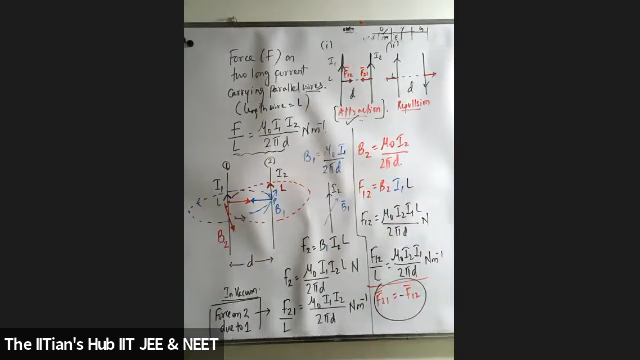 Force (F) on
two long current
carrying parallel wires.
(length wire = L)
F/L = μ₀ I₁ I₂ / 2πd Nm⁻¹
(i)
I₁
I₂
L
F₁₂
F₂₁
d
[Attraction]
(ii)
d
Repulsion
(1)
(2)
I₁
I₂
L
L
B₁
B₂
d
B₁ = μ₀ I₁ / 2πd
I₂
B₁
F₂ = B₁ I₂ L
F₂ = μ₀ I₁ I₂ L / 2πd N
In Vacuum
Force on 2
due to 1
F₂₁/L = μ₀ I₁ I₂ / 2πd Nm⁻¹
B₂ = μ₀ I₂ / 2πd.
F₁₂ = B₂ I₁ L
F₁₂ = μ₀ I₂ I₁ L / 2πd N
F₁₂/L = μ₀ I₂ I₁ / 2πd Nm⁻¹
F₂₁ = -F₁₂
The IITian's Hub IIT JEE & NEET